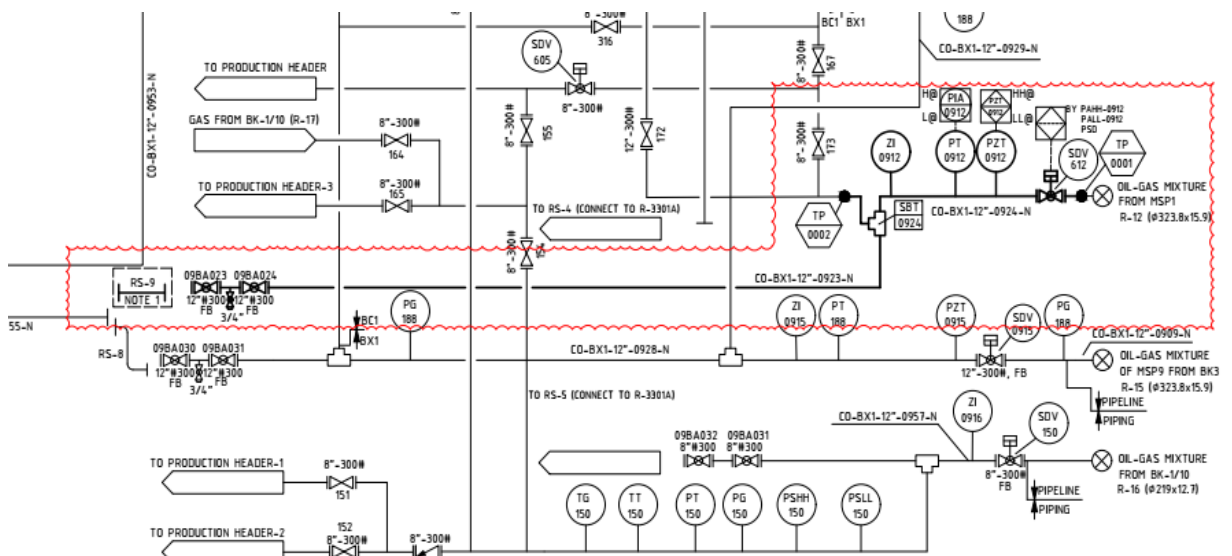 8"-300#
316
BC1 BX1
188
CO-BX1-12"-0929-N
SDV
605
8"-300#
167
TO PRODUCTION HEADER
8"-300#
CO-BX1-12"-0953-N
GAS FROM BK-1/10 (R-17)
8"-300#
164
8"-300#
155
12"-300#
172
8"-300#
173
H@
L@
PIA
0912
PZT
0912
HH@
LL@
BY PAHH-0912
PALL-0912
PSD
ZI
0912
PT
0912
PZT
0912
SDV
612
TP
0001
TO PRODUCTION HEADER-3
8"-300#
165
TO RS-4 (CONNECT TO R-3301A)
TP
0002
SBT
0924
CO-BX1-12"-0924-N
OIL-GAS MIXTURE
FROM MSP1
R-12 (ϕ323.8x15.9)
8"-300#
154
RS-9
NOTE 1
09BA023
09BA024
12"#300
FB
12"#300
FB
3/4"
CO-BX1-12"-0923-N
55-N
RS-8
BC1
BX1
PG
188
ZI
0915
PT
188
PZT
0915
SDV
0915
PG
188
CO-BX1-12"-0909-N
09BA030
09BA031
12"#300
FB
12"#300
FB
3/4"
CO-BX1-12"-0928-N
12"-300#, FB
OIL-GAS MIXTURE
OF MSP9 FROM BK3
R-15 (ϕ323.8x15.9)
PIPELINE
PIPING
TO RS-5 (CONNECT TO R-3301A)
CO-BX1-12"-0957-N
ZI
0916
SDV
150
09BA032
8"#300
09BA031
8"#300
8"-300#
FB
OIL-GAS MIXTURE
FROM BK-1/10
R-16 (ϕ219x12.7)
PIPELINE
PIPING
TO PRODUCTION HEADER-1
8"-300#
151
TG
150
TT
150
PT
150
PG
150
PSHH
150
PSLL
150
TO PRODUCTION HEADER-2
152
8"-300#
8"-300#